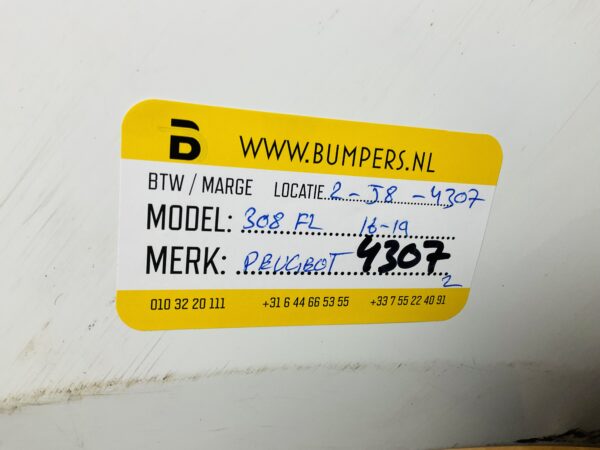 B WWW.BUMPERS.NL
BTW / MARGE LOCATIE 2 - J8 - 4307
MODEL: 308 FL 16-19
MERK: PEUGEOT 4307
2
010 32 20 111 +31 6 44 66 53 55 +33 7 55 22 40 91